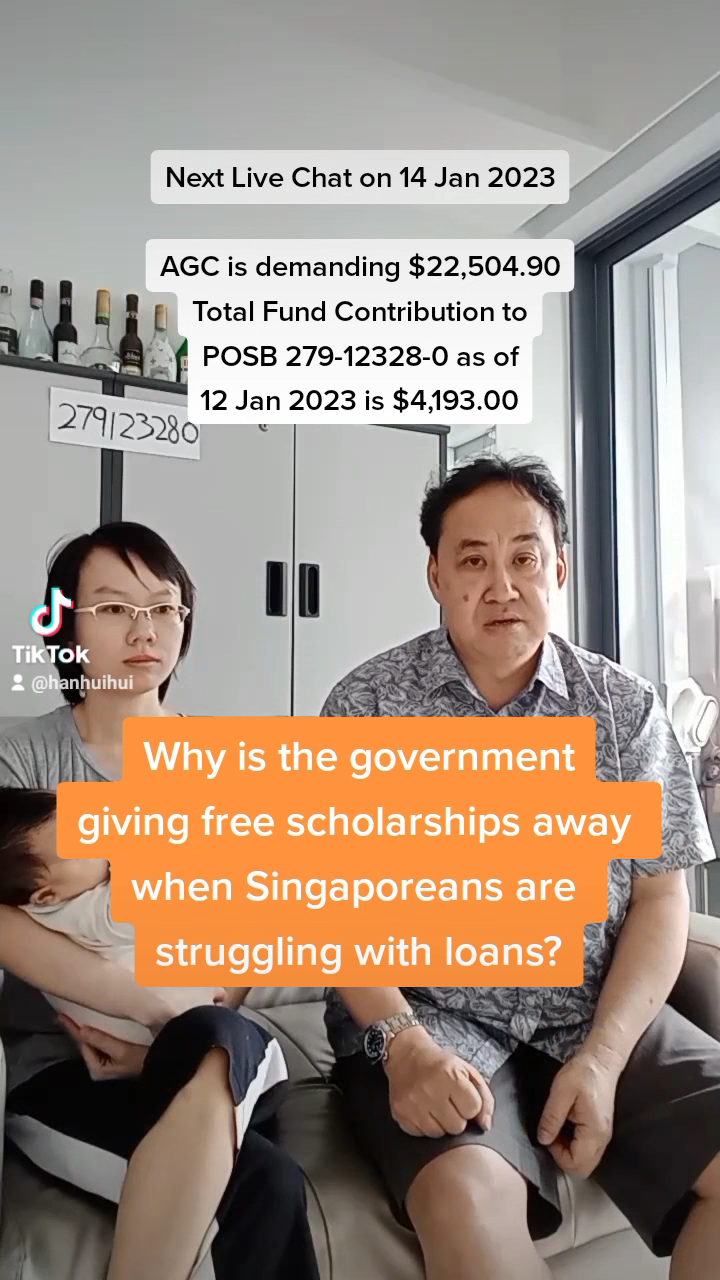 Next Live Chat on 14 Jan 2023
AGC is demanding $22,504.90
Total Fund Contribution to
POSB 279-12328-0 as of
12 Jan 2023 is $4,193.00
279123280
TikTok
@hanhuihui
Why is the government
giving free scholarships away
when Singaporeans are
struggling with loans?